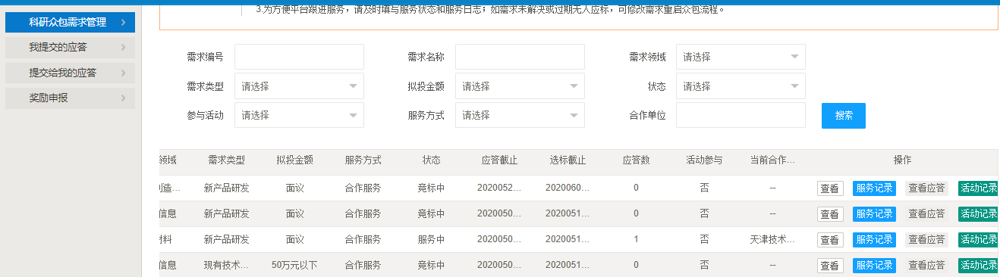 3.为方便平台跟进服务，请及时填写服务状态和服务日志；如需求未解决或过期无人应标，可修改需求重启众包流程。
科研众包需求管理
我提交的应答
提交给我的应答
奖励申报
需求编号 需求名称 需求领域 请选择
需求类型 请选择 拟投金额 请选择 状态 请选择
参与活动 请选择 服务方式 请选择 合作单位 搜索
领域 需求类型 拟投金额 服务方式 状态 应答截止 选标截止 应答数 活动参与 当前合作... 操作
制造... 新产品研发 面议 合作服务 竟标中 2020052... 2020060... 0 否 -- 查看 服务记录 查看应答 活动记录
信息 新产品研发 面议 合作服务 竟标中 2020050... 2020051... 0 否 -- 查看 服务记录 查看应答 活动记录
材料 新产品研发 面议 合作服务 服务中 2020050... 2020051... 1 否 天津技术... 查看 服务记录 查看应答 活动记录
信息 现有技术... 50万元以下 合作服务 竟标中 2020050... 2020051... 0 否 -- 查看 服务记录 查看应答 活动记录